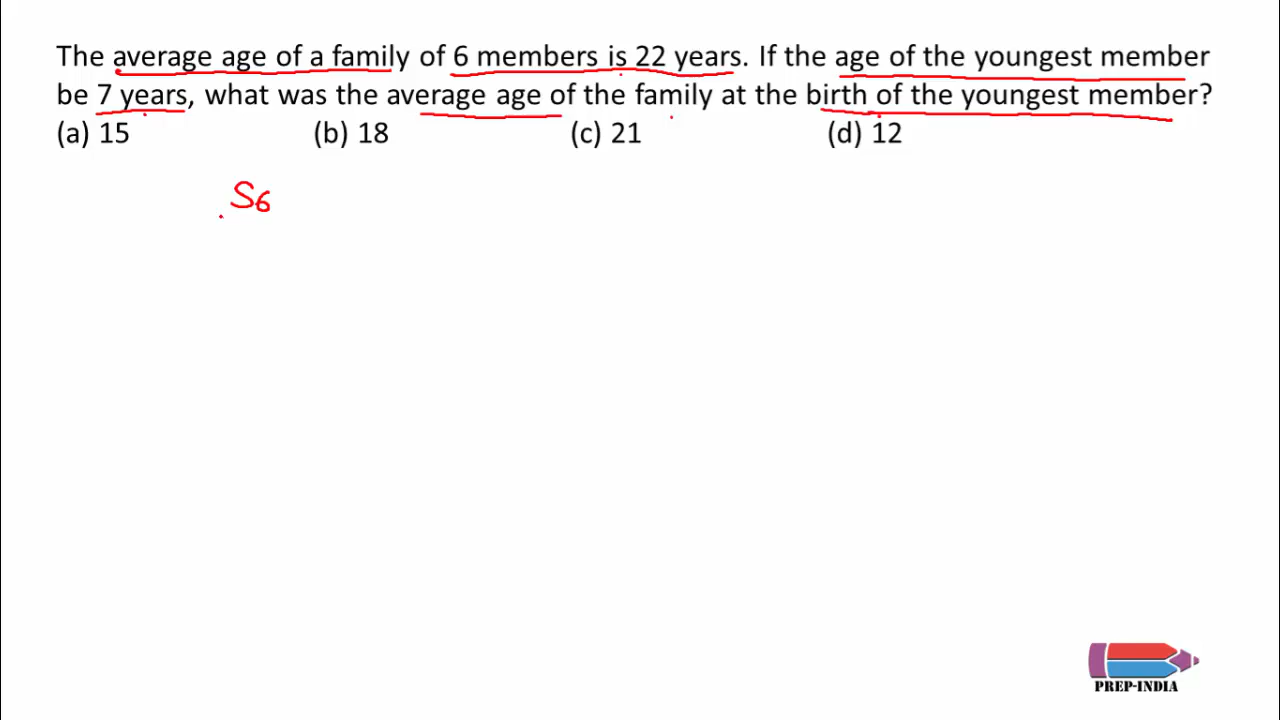 The average age of a family of 6 members is 22 years. If the age of the youngest member
be 7 years, what was the average age of the family at the birth of the youngest member?
(a) 15 (b) 18 (c) 21 (d) 12
S6
PREP-INDIA